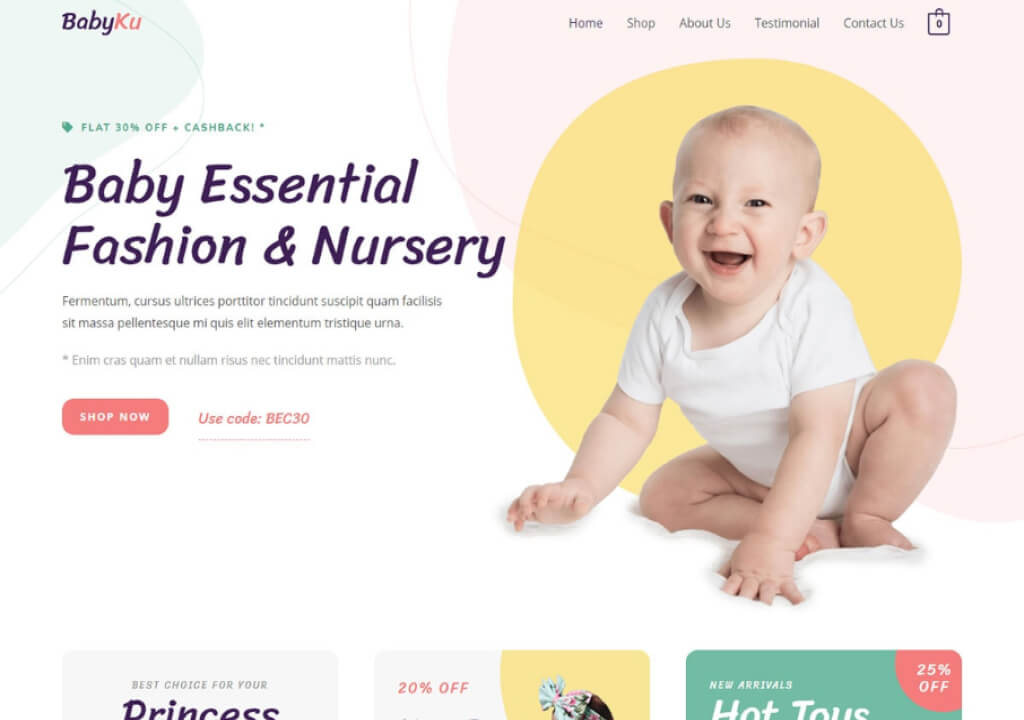 BabyKu
Home Shop About Us Testimonial Contact Us 0
FLAT 30% OFF + CASHBACK! *
Baby Essential
Fashion & Nursery
Fermentum, cursus ultrices porttitor tincidunt suscipit quam facilisis
sit massa pellentesque mi quis elit elementum tristique urna.
* Enim cras quam et nullam risus nec tincidunt mattis nunc.
SHOP NOW
Use code: BEC30
BEST CHOICE FOR YOUR
Princess
20% OFF
NEW ARRIVALS
Hot Toys
25%
OFF